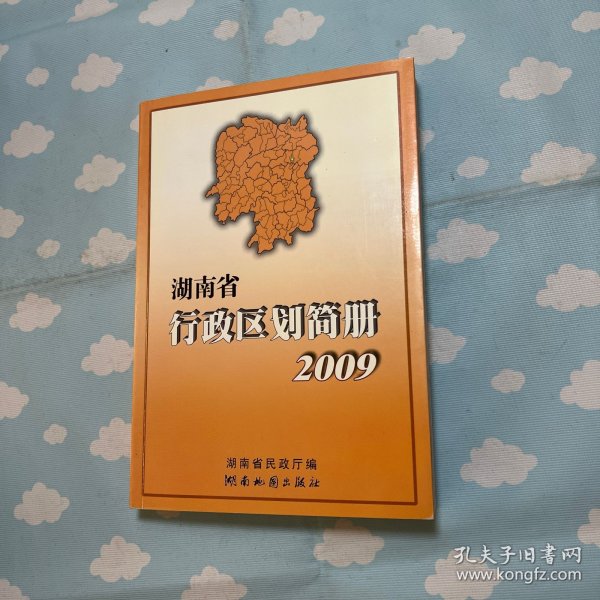 湖南省
行政区划简册
2009
湖南省民政厅编
湖南地图出版社
孔夫子旧书网
www.kongfz.com